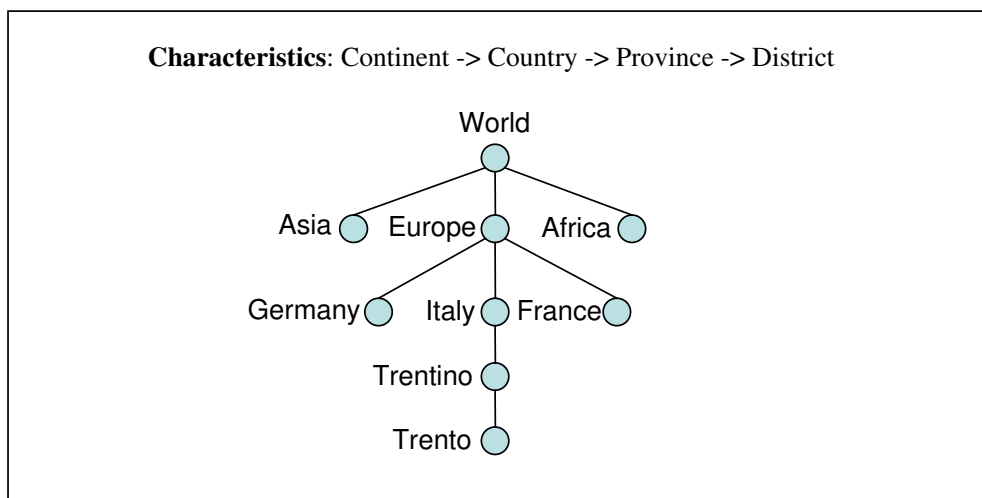 Characteristics: Continent -> Country -> Province -> District
World
Asia Europe Africa
Germany Italy France
Trentino
Trento